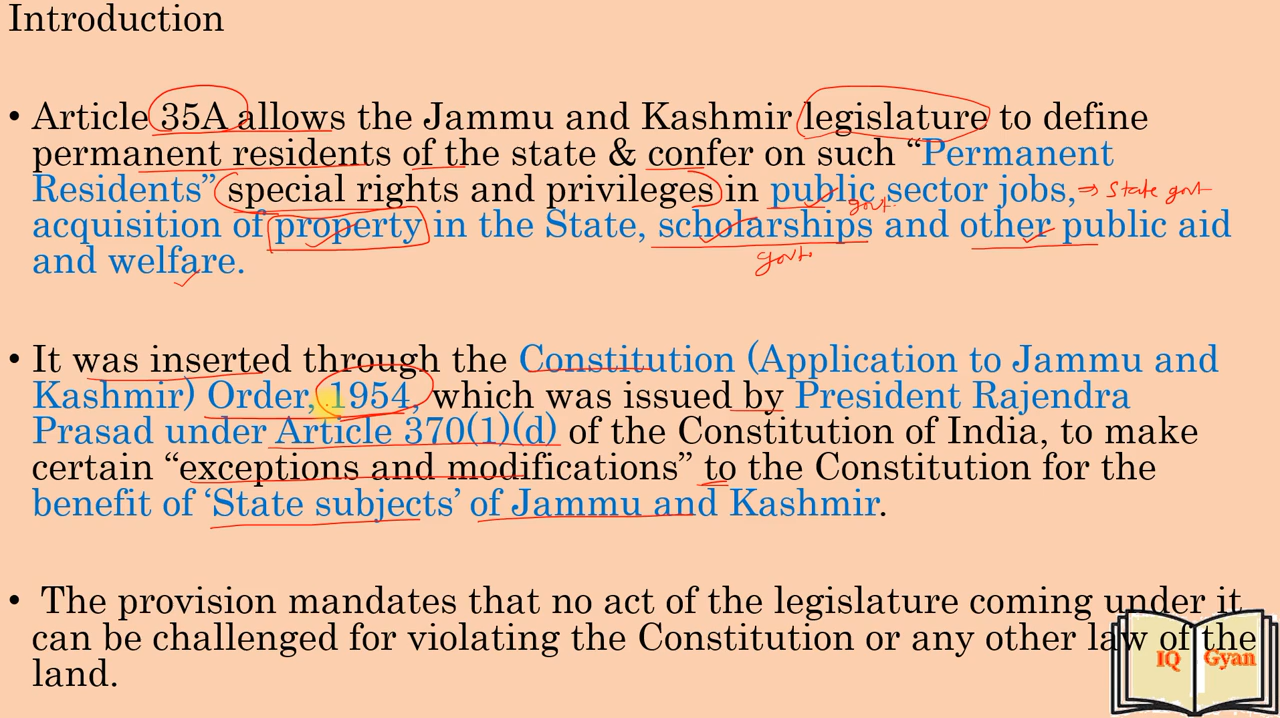 Introduction
• Article 35A allows the Jammu and Kashmir legislature to define
permanent residents of the state & confer on such “Permanent
Residents” special rights and privileges in public sector jobs, ⇒ State govt
govt
acquisition of property in the State, scholarships and other public aid
govt.
and welfare.
• It was inserted through the Constitution (Application to Jammu and
Kashmir) Order, 1954, which was issued by President Rajendra
Prasad under Article 370(1)(d) of the Constitution of India, to make
certain “exceptions and modifications” to the Constitution for the
benefit of ‘State subjects’ of Jammu and Kashmir.
• The provision mandates that no act of the legislature coming under it
can be challenged for violating the Constitution or any other law of the
land.
IQ Gyan